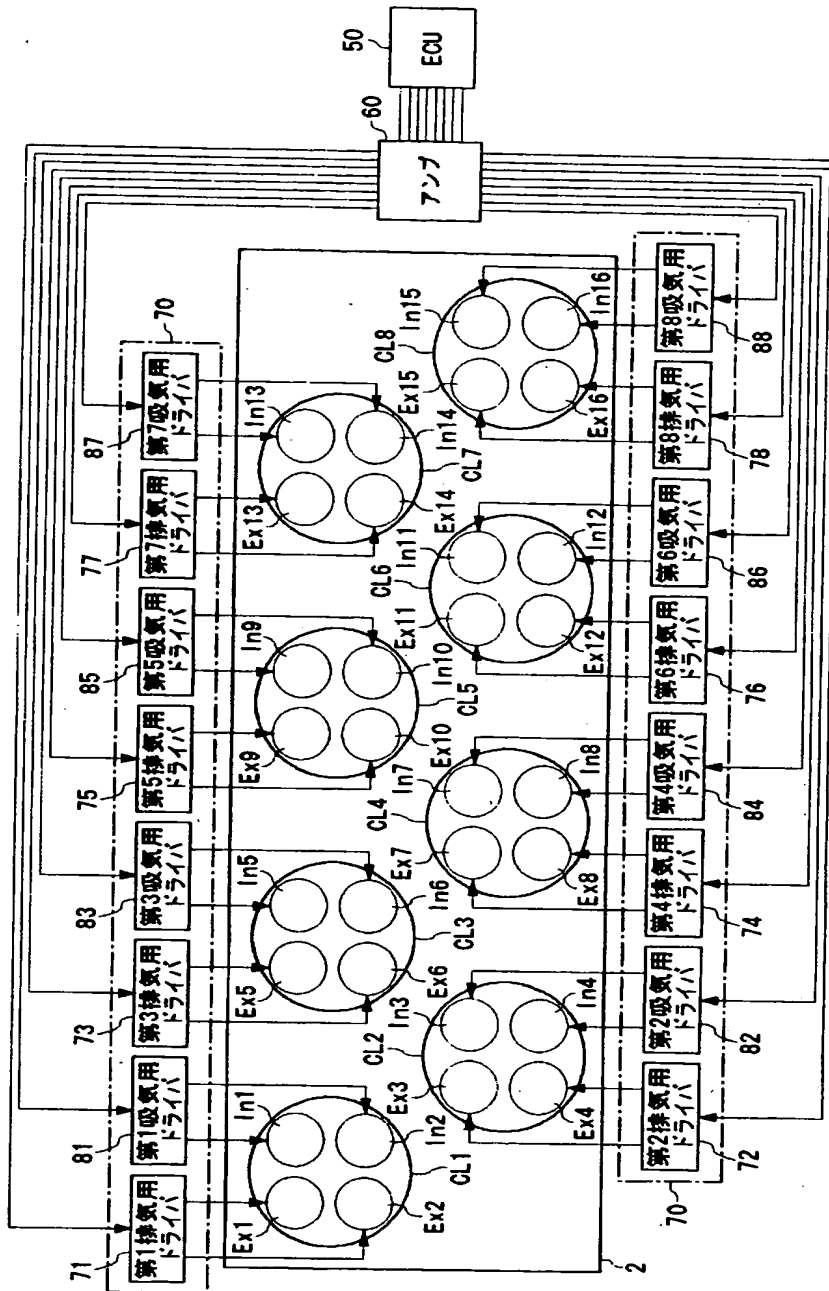 50
ECU
60
アンプ
70
71
第1排気用
ドライバ
81
第1吸気用
ドライバ
73
第3排気用
ドライバ
83
第3吸気用
ドライバ
75
第5排気用
ドライバ
85
第5吸気用
ドライバ
77
第7排気用
ドライバ
87
第7吸気用
ドライバ
Ex1
In1
Ex2
In2
CL1
Ex5
In5
Ex6
In6
CL3
Ex9
In9
Ex10
In10
CL5
Ex13
In13
Ex14
In14
CL7
CL2
Ex3
In3
Ex4
In4
CL4
Ex7
In7
Ex8
In8
CL6
Ex11
In11
Ex12
In12
CL8
Ex15
In15
Ex16
In16
2
70
第2排気用
ドライバ
72
第2吸気用
ドライバ
82
第4排気用
ドライバ
74
第4吸気用
ドライバ
84
第6排気用
ドライバ
76
第6吸気用
ドライバ
86
第8排気用
ドライバ
78
第8吸気用
ドライバ
88